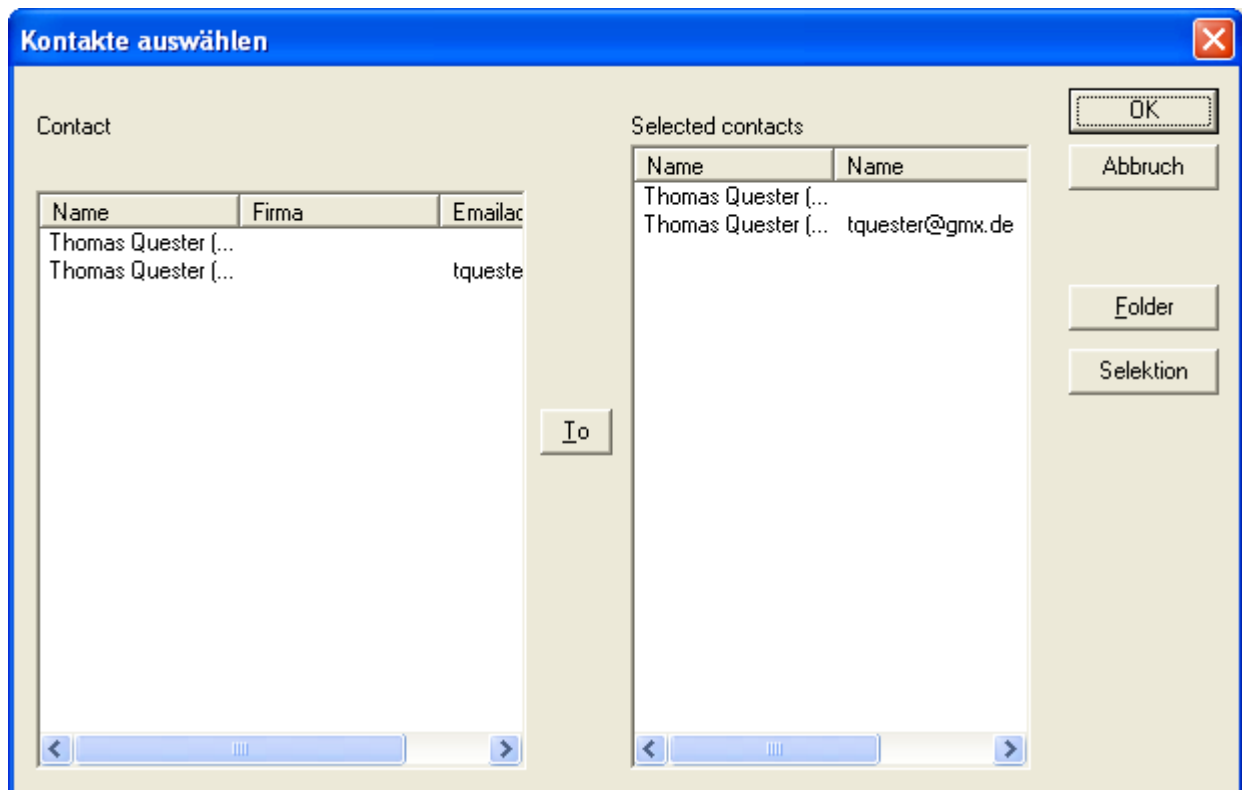 Kontakte auswählen
Contact
Name Firma Emailad
Thomas Quester (...
Thomas Quester (... tqueste
To
Selected contacts
Name Name
Thomas Quester (...
Thomas Quester (... tquester@gmx.de
OK
Abbruch
Folder
Selektion